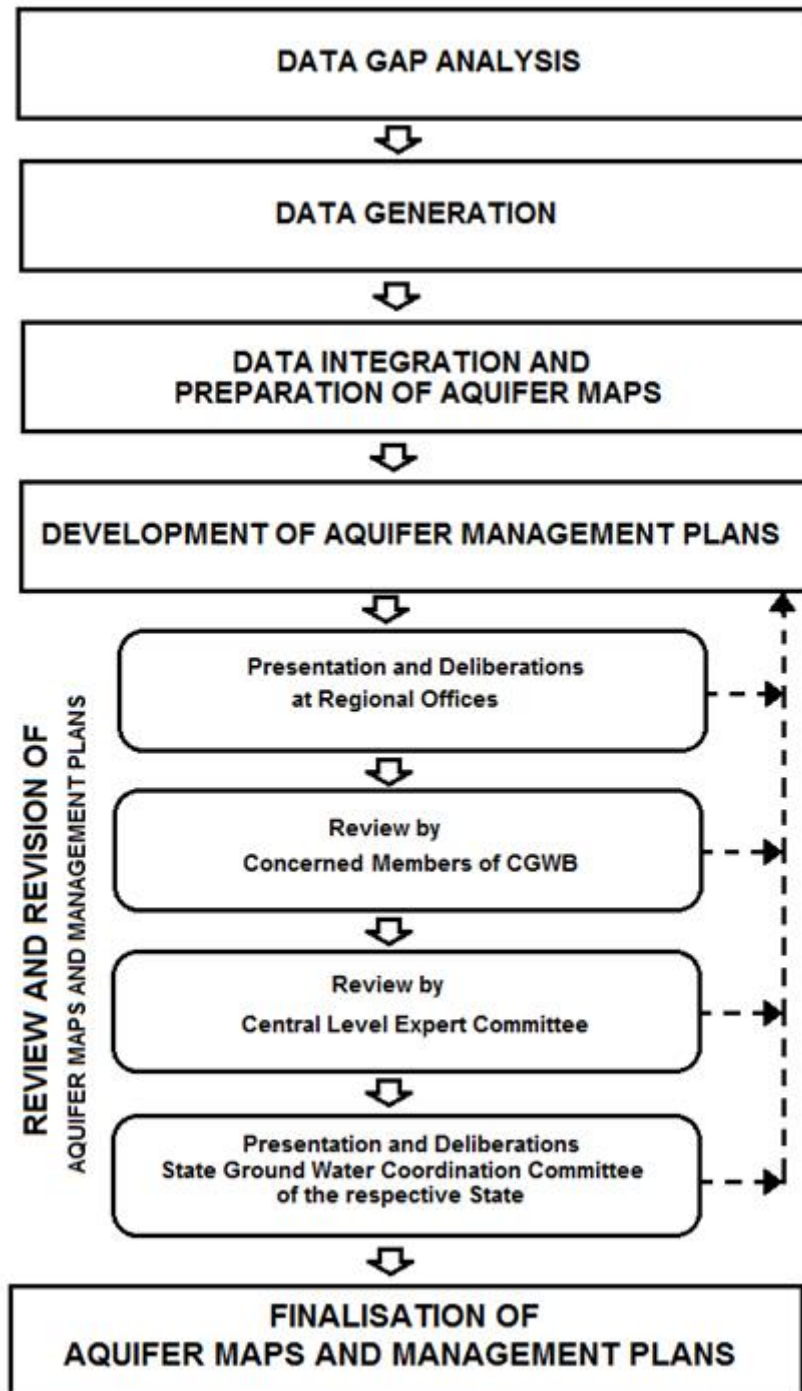 DATA GAP ANALYSIS
DATA GENERATION
DATA INTEGRATION AND
PREPARATION OF AQUIFER MAPS
DEVELOPMENT OF AQUIFER MANAGEMENT PLANS
REVIEW AND REVISION OF
AQUIFER MAPS AND MANAGEMENT PLANS
Presentation and Deliberations
at Regional Offices
Review by
Concerned Members of CGWB
Review by
Central Level Expert Committee
Presentation and Deliberations
State Ground Water Coordination Committee
of the respective State
FINALISATION OF
AQUIFER MAPS AND MANAGEMENT PLANS